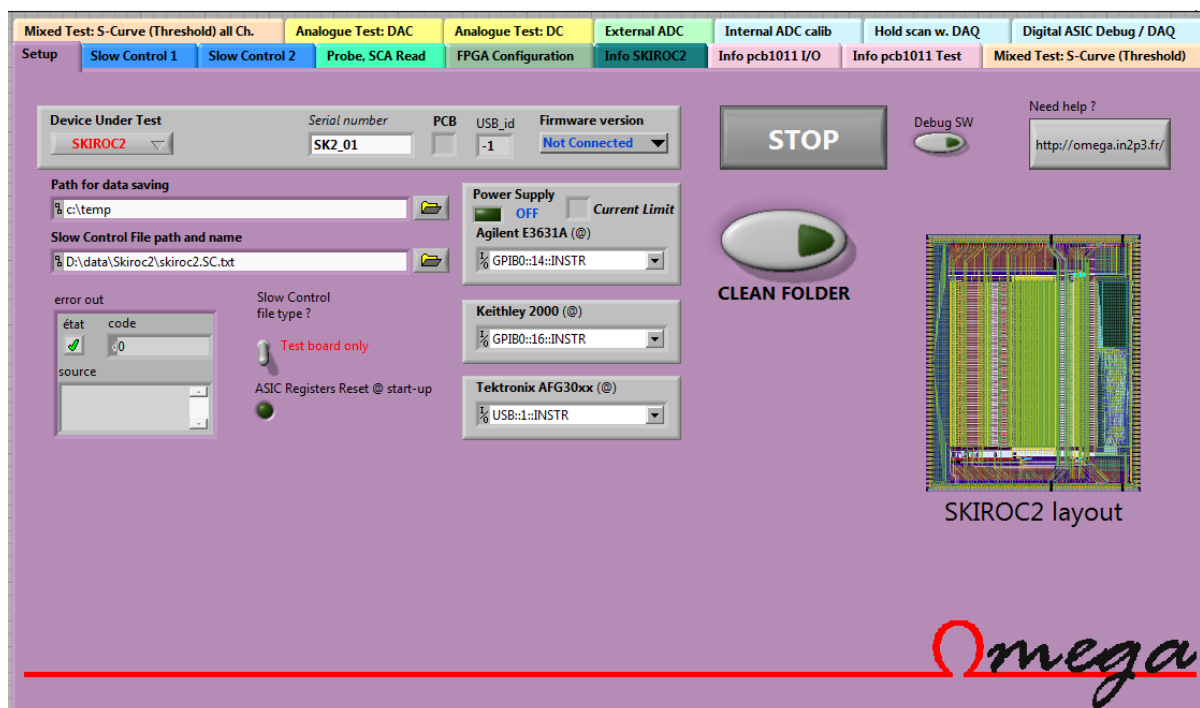 Mixed Test: S-Curve (Threshold) all Ch.
Analogue Test: DAC
Analogue Test: DC
External ADC
Internal ADC calib
Hold scan w. DAQ
Digital ASIC Debug / DAQ
Setup
Slow Control 1
Slow Control 2
Probe, SCA Read
FPGA Configuration
Info SKIROC2
Info pcb1011 I/O
Info pcb1011 Test
Mixed Test: S-Curve (Threshold)
Device Under Test
SKIROC2
Serial number
SK2_01
PCB
USB_id
-1
Firmware version
Not Connected
STOP
Debug SW
Need help ?
http://omega.in2p3.fr/
Path for data saving
c:\temp
Slow Control File path and name
D:\data\Skiroc2\skiroc2.SC.txt
Power Supply
OFF
Current Limit
Agilent E3631A (@)
GPIB0::14::INSTR
CLEAN FOLDER
error out
état
code
0
source
Slow Control
file type ?
Test board only
ASIC Registers Reset @ start-up
Keithley 2000 (@)
GPIB0::16::INSTR
Tektronix AFG30xx (@)
USB::1::INSTR
SKIROC2 layout
Omega